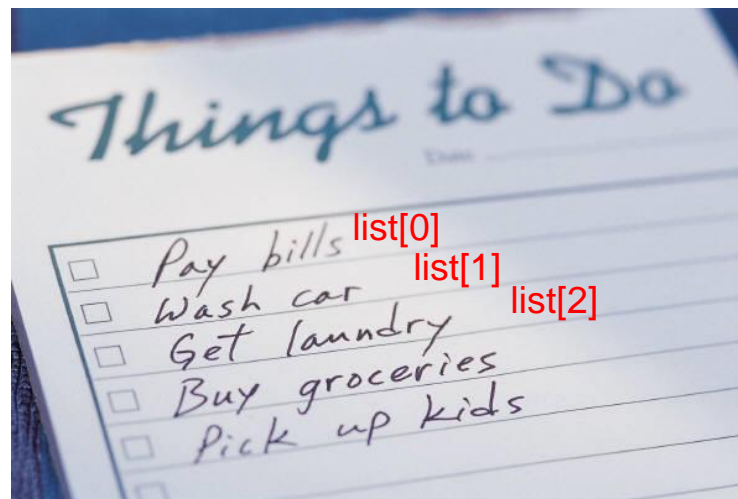 Things to Do
Date
Pay bills list[0]
Wash car list[1]
Get laundry list[2]
Buy groceries
Pick up kids